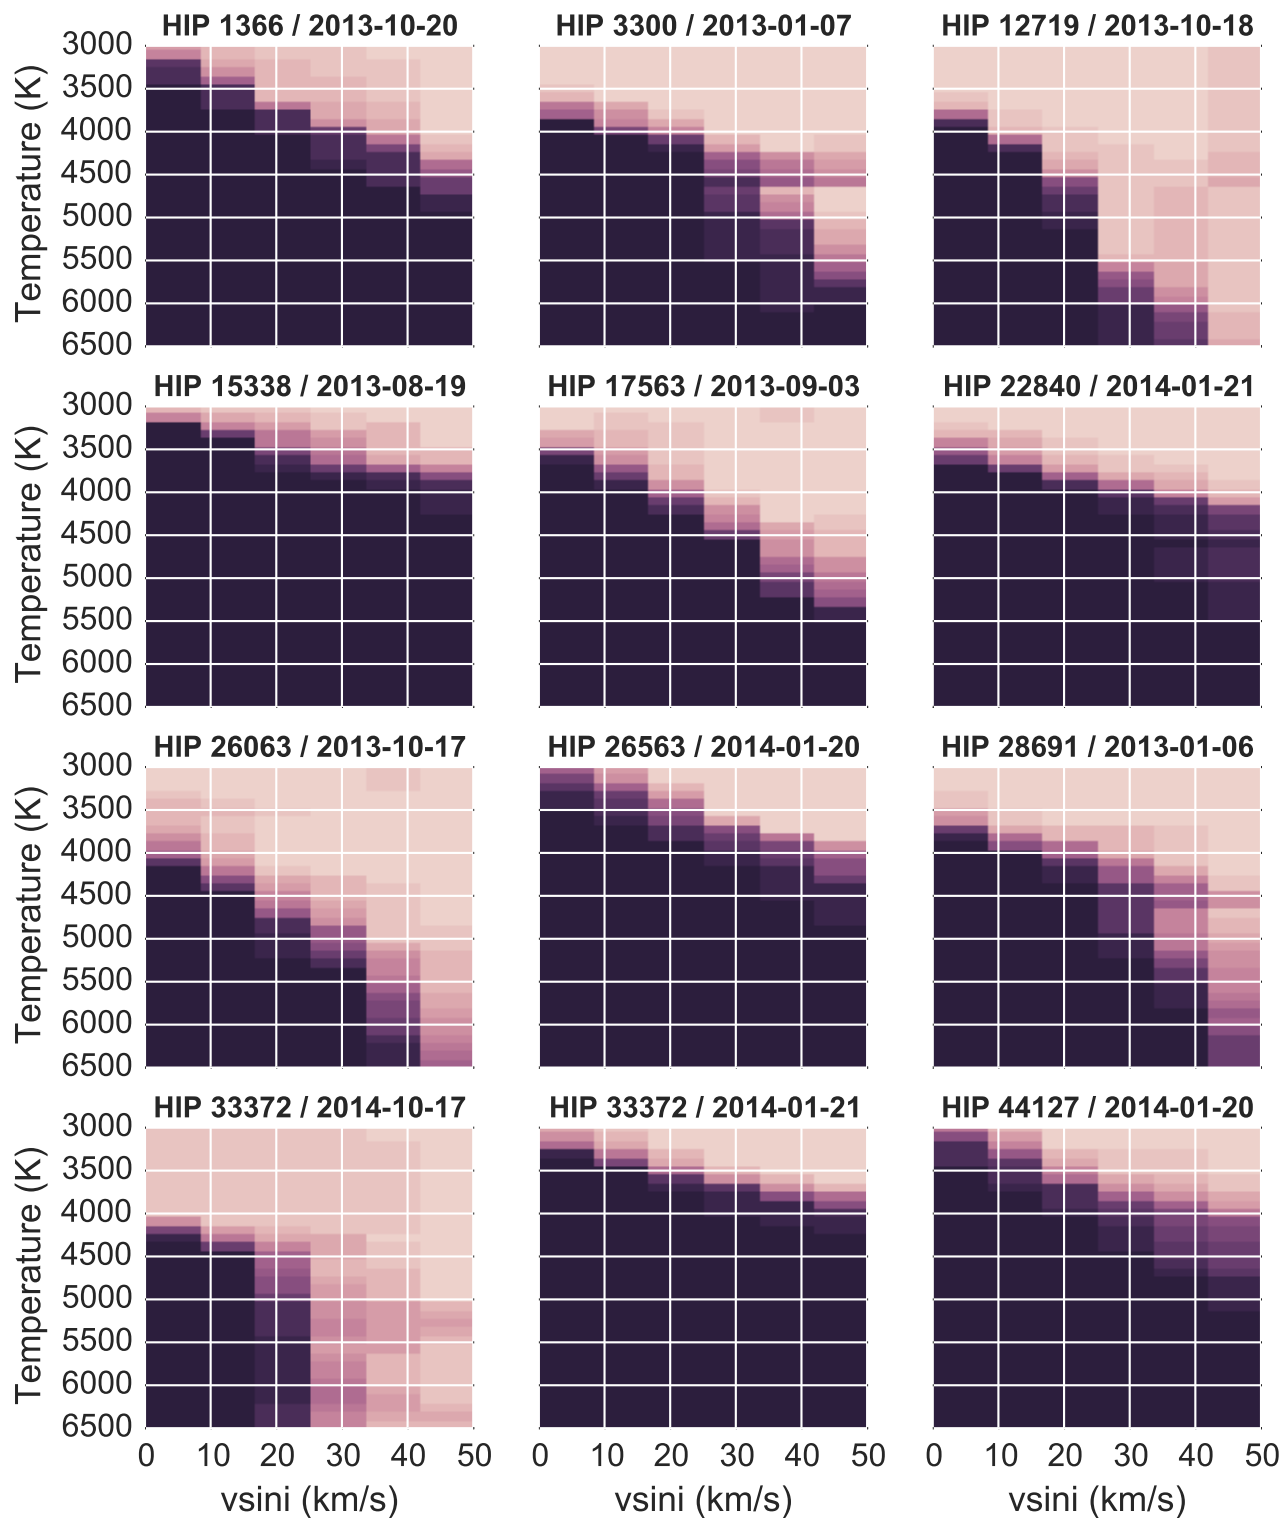 HIP 1366 / 2013-10-20
HIP 3300 / 2013-01-07
HIP 12719 / 2013-10-18
Temperature (K)
3000
3500
4000
4500
5000
5500
6000
6500
HIP 15338 / 2013-08-19
HIP 17563 / 2013-09-03
HIP 22840 / 2014-01-21
Temperature (K)
3000
3500
4000
4500
5000
5500
6000
6500
HIP 26063 / 2013-10-17
HIP 26563 / 2014-01-20
HIP 28691 / 2013-01-06
Temperature (K)
3000
3500
4000
4500
5000
5500
6000
6500
HIP 33372 / 2014-10-17
HIP 33372 / 2014-01-21
HIP 44127 / 2014-01-20
Temperature (K)
3000
3500
4000
4500
5000
5500
6000
6500
0 10 20 30 40 50
0 10 20 30 40 50
0 10 20 30 40 50
vsini (km/s)
vsini (km/s)
vsini (km/s)